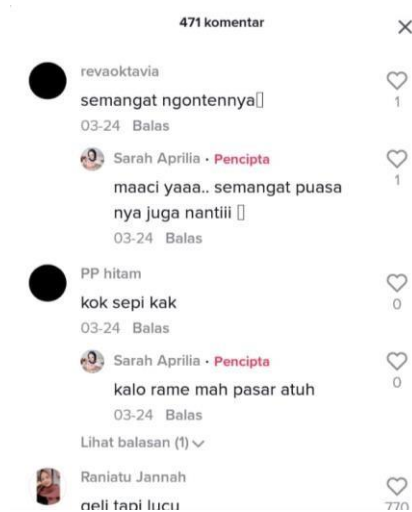 471 komentar
revaoktavia
semangat ngontennya
1
03-24 Balas
Sarah Aprilia · Pencipta
maaci yaaa.. semangat puasa
nya juga nantiii
1
03-24 Balas
PP hitam
kok sepi kak
0
03-24 Balas
Sarah Aprilia · Pencipta
kalo rame mah pasar atuh
0
03-24 Balas
Lihat balasan (1)
Raniatu Jannah
geli tapi lucu
770